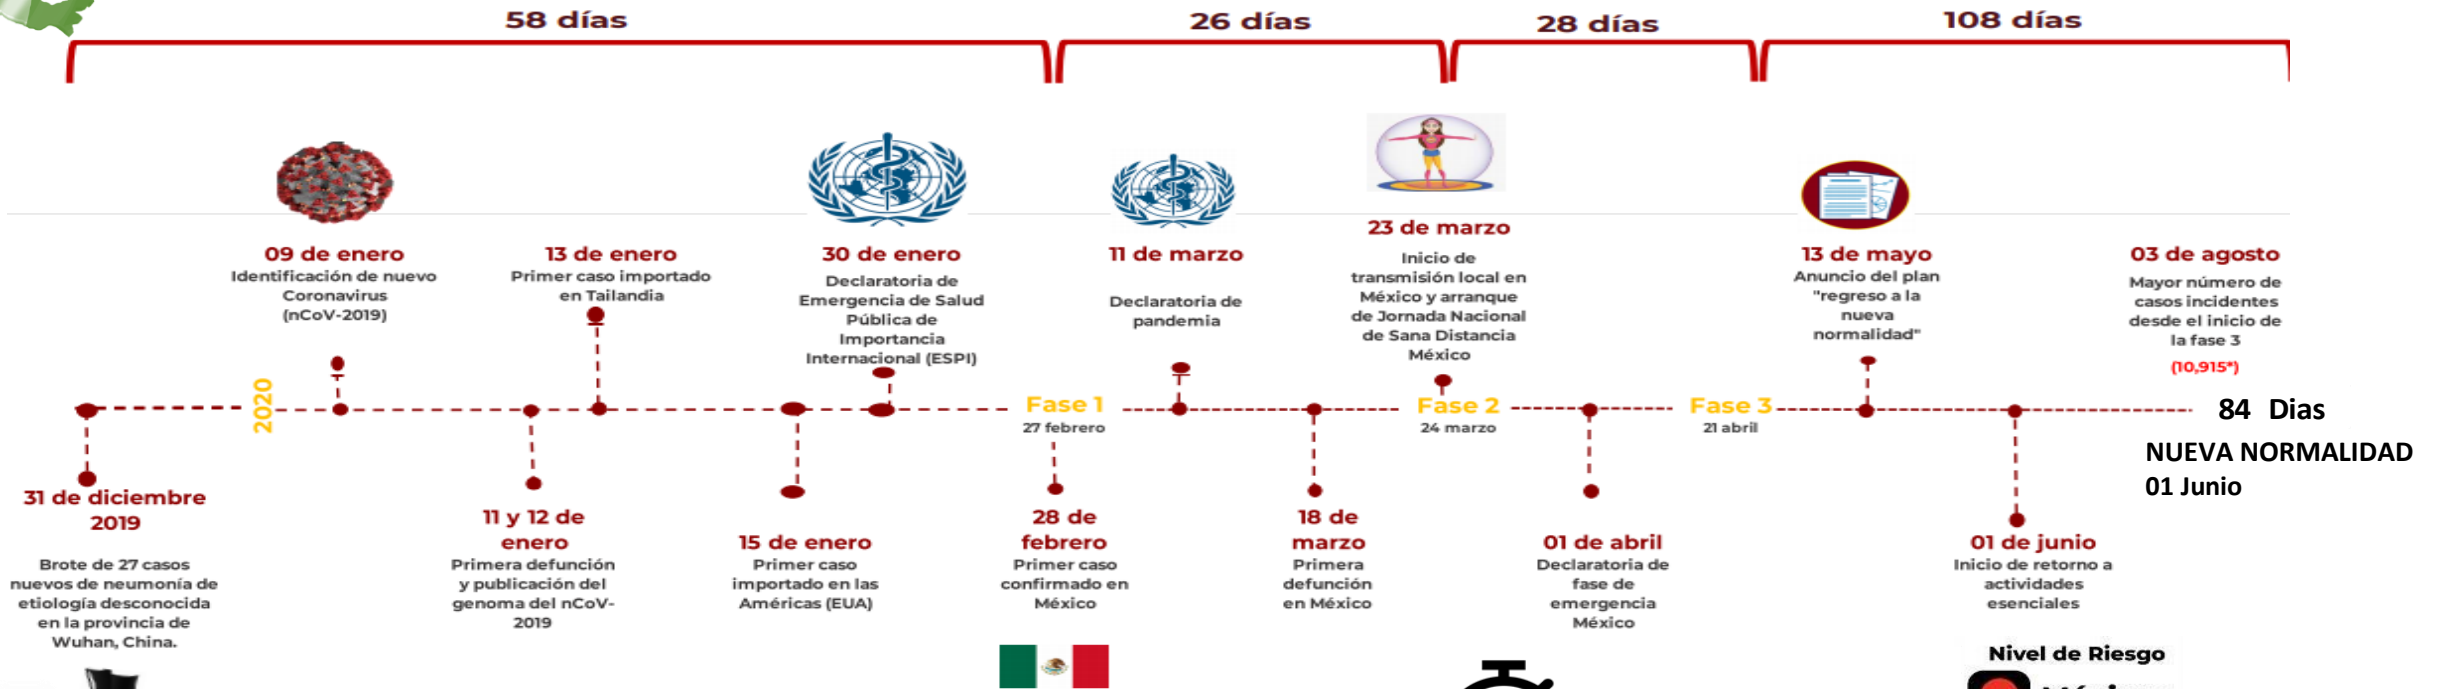 58 días
26 días
28 días
108 días
09 de enero
Identificación de nuevo
Coronavirus
(nCoV-2019)
13 de enero
Primer caso importado
en Tailandia
30 de enero
Declaratoria de
Emergencia de Salud
Pública de
Importancia
Internacional (ESPI)
11 de marzo
Declaratoria de
pandemia
23 de marzo
Inicio de
transmisión local en
México y arranque
de Jornada Nacional
de Sana Distancia
México
13 de mayo
Anuncio del plan
"regreso a la
nueva
normalidad"
03 de agosto
Mayor número de
casos incidentes
desde el inicio de
la fase 3
(10,915*)
2020
Fase 1
27 febrero
Fase 2
24 marzo
Fase 3
21 abril
84 Dias
NUEVA NORMALIDAD
01 Junio
31 de diciembre
2019
Brote de 27 casos
nuevos de neumonía de
etiología desconocida
en la provincia de
Wuhan, China.
11 y 12 de
enero
Primera defunción
y publicación del
genoma del nCoV-
2019
15 de enero
Primer caso
importado en las
Américas (EUA)
28 de
febrero
Primer caso
confirmado en
México
18 de
marzo
Primera
defunción
en México
01 de abril
Declaratoria de
fase de
emergencia
México
01 de junio
Inicio de retorno a
actividades
esenciales
Nivel de Riesgo